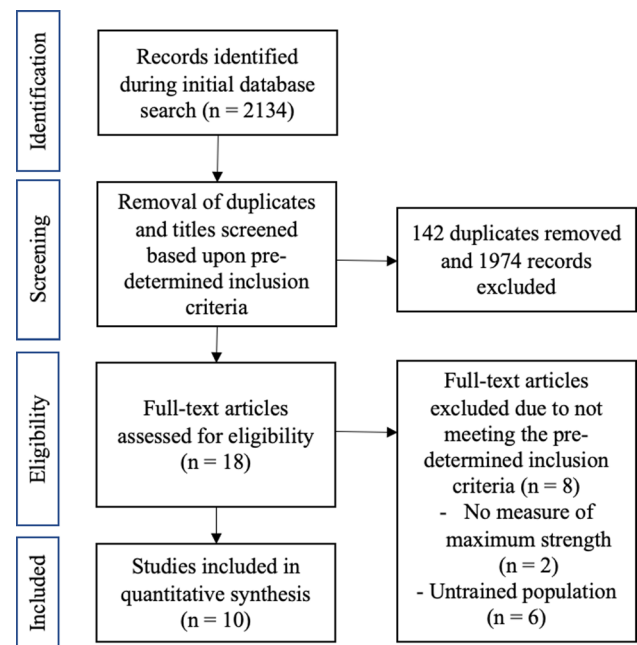 Identification
Records identified
during initial database
search (n = 2134)
Screening
Removal of duplicates
and titles screened
based upon pre-
determined inclusion
criteria
142 duplicates removed
and 1974 records
excluded
Eligibility
Full-text articles
assessed for eligibility
(n = 18)
Full-text articles
excluded due to not
meeting the pre-
determined inclusion
criteria (n = 8)
- No measure of
maximum strength
(n = 2)
- Untrained population
(n = 6)
Included
Studies included in
quantitative synthesis
(n = 10)